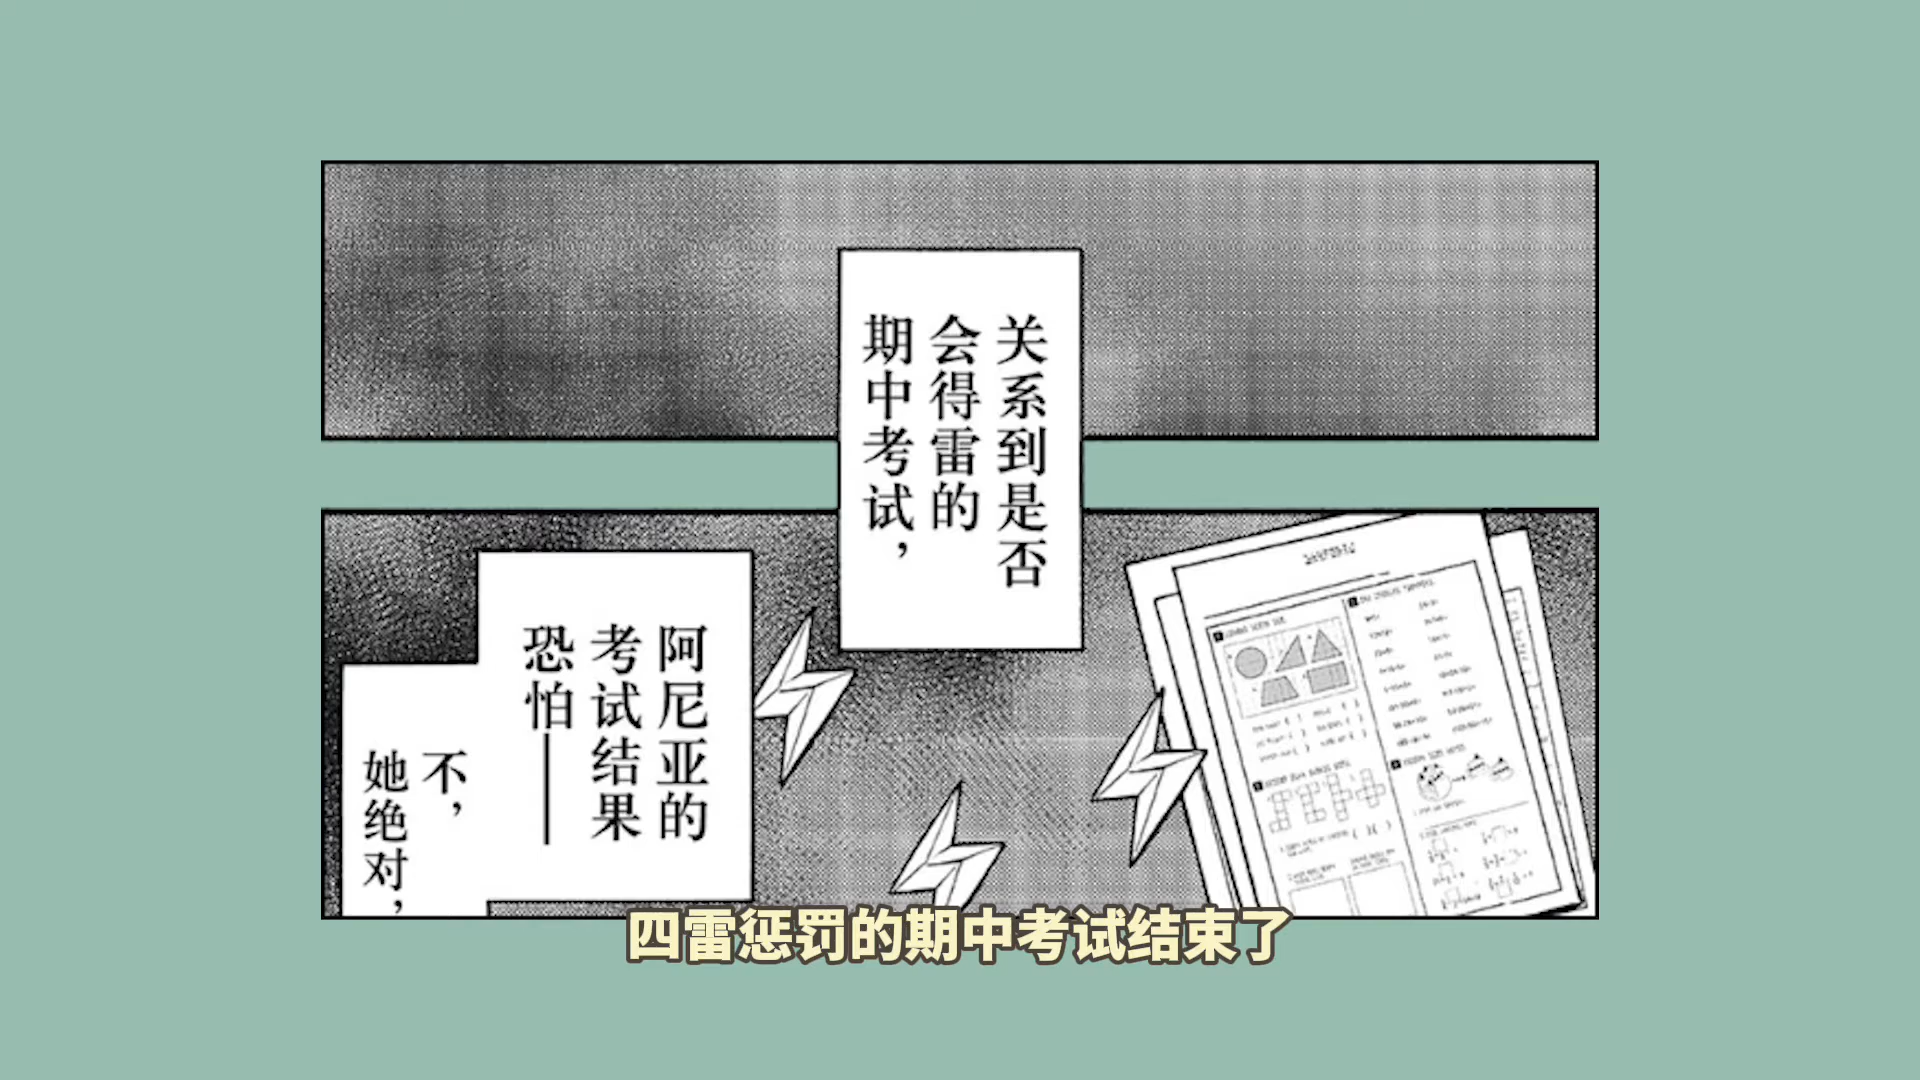 关系到是否
会得雷的
期中考试，
阿尼亚的
考试结果
恐怕——
不，
她绝对，
四雷惩罚的期中考试结束了